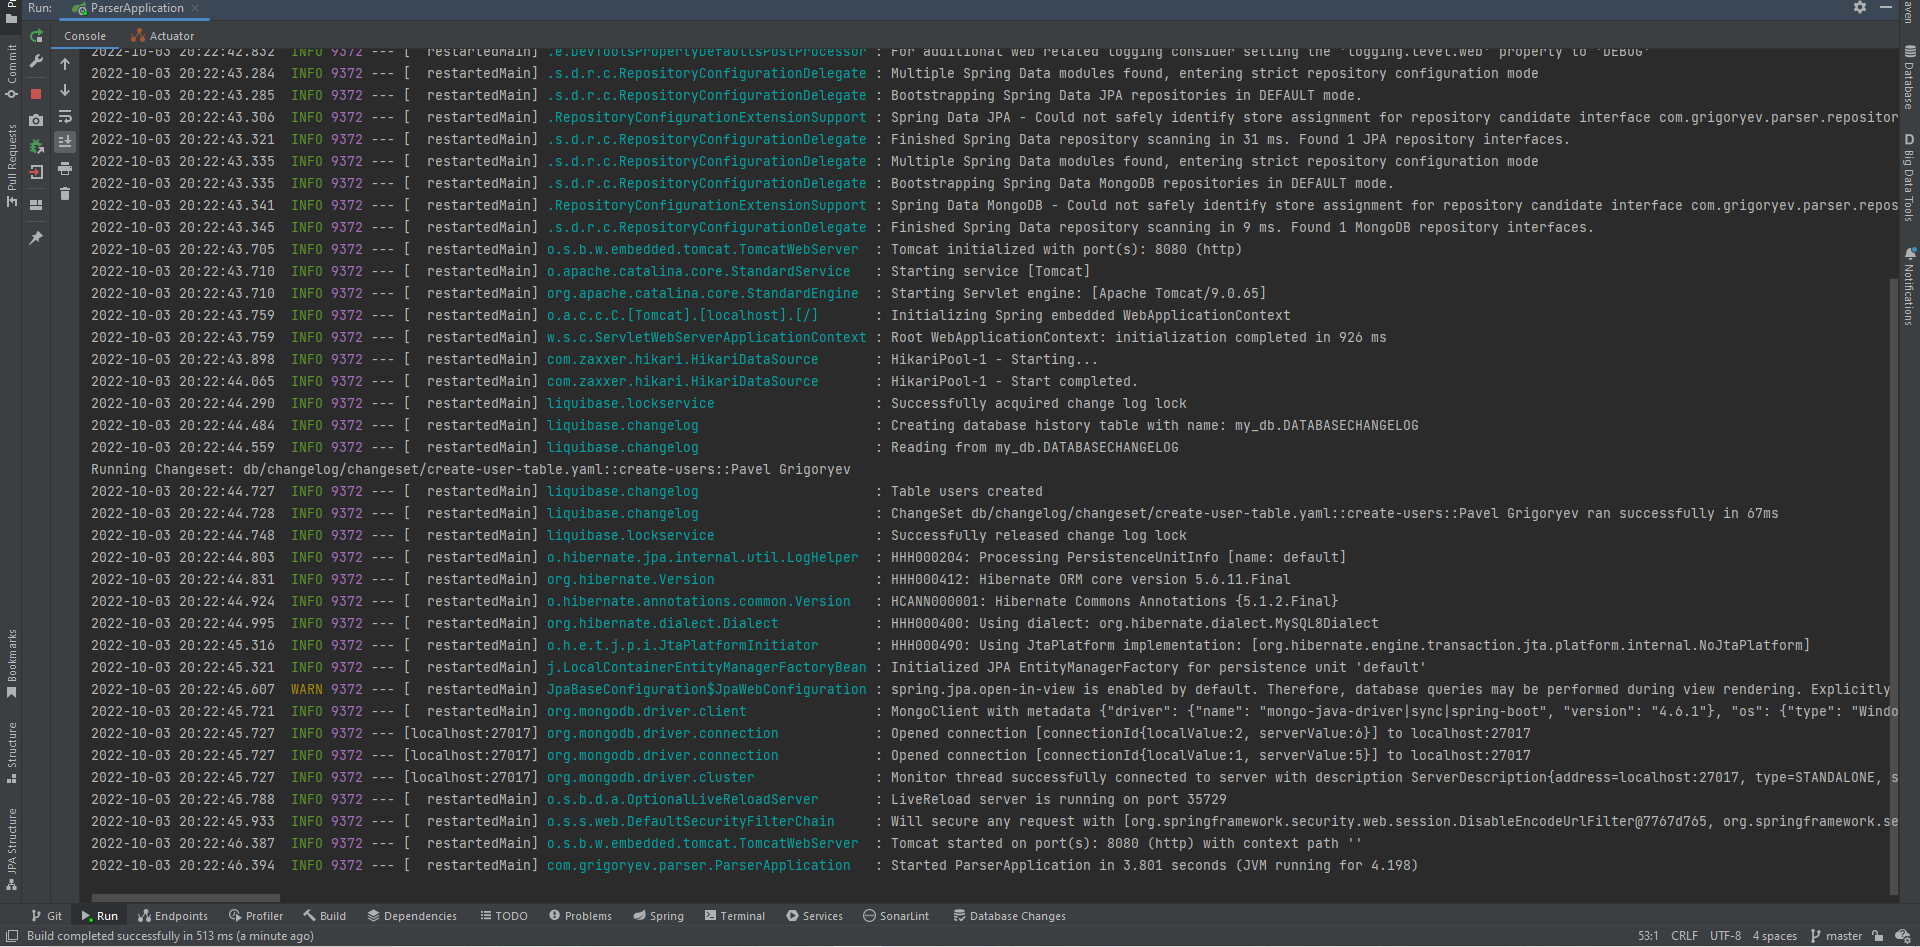 Run: ParserApplication
Console Actuator
2022-10-03 20:22:42.832 INFO 9372 --- [ restartedMain] .e.DevToolsPropertyDefaultsPostProcessor : For additional web related logging consider setting the 'logging.level.web' property to 'DEBUG'
2022-10-03 20:22:43.284 INFO 9372 --- [ restartedMain] .s.d.r.c.RepositoryConfigurationDelegate : Multiple Spring Data modules found, entering strict repository configuration mode
2022-10-03 20:22:43.285 INFO 9372 --- [ restartedMain] .s.d.r.c.RepositoryConfigurationDelegate : Bootstrapping Spring Data JPA repositories in DEFAULT mode.
2022-10-03 20:22:43.306 INFO 9372 --- [ restartedMain] .RepositoryConfigurationExtensionSupport : Spring Data JPA - Could not safely identify store assignment for repository candidate interface com.grigoryev.parser.repositor
2022-10-03 20:22:43.321 INFO 9372 --- [ restartedMain] .s.d.r.c.RepositoryConfigurationDelegate : Finished Spring Data repository scanning in 31 ms. Found 1 JPA repository interfaces.
2022-10-03 20:22:43.335 INFO 9372 --- [ restartedMain] .s.d.r.c.RepositoryConfigurationDelegate : Multiple Spring Data modules found, entering strict repository configuration mode
2022-10-03 20:22:43.335 INFO 9372 --- [ restartedMain] .s.d.r.c.RepositoryConfigurationDelegate : Bootstrapping Spring Data MongoDB repositories in DEFAULT mode.
2022-10-03 20:22:43.341 INFO 9372 --- [ restartedMain] .RepositoryConfigurationExtensionSupport : Spring Data MongoDB - Could not safely identify store assignment for repository candidate interface com.grigoryev.parser.repos
2022-10-03 20:22:43.345 INFO 9372 --- [ restartedMain] .s.d.r.c.RepositoryConfigurationDelegate : Finished Spring Data repository scanning in 9 ms. Found 1 MongoDB repository interfaces.
2022-10-03 20:22:43.705 INFO 9372 --- [ restartedMain] o.s.b.w.embedded.tomcat.TomcatWebServer : Tomcat initialized with port(s): 8080 (http)
2022-10-03 20:22:43.710 INFO 9372 --- [ restartedMain] o.apache.catalina.core.StandardService : Starting service [Tomcat]
2022-10-03 20:22:43.710 INFO 9372 --- [ restartedMain] org.apache.catalina.core.StandardEngine : Starting Servlet engine: [Apache Tomcat/9.0.65]
2022-10-03 20:22:43.759 INFO 9372 --- [ restartedMain] o.a.c.c.C.[Tomcat].[localhost].[/] : Initializing Spring embedded WebApplicationContext
2022-10-03 20:22:43.759 INFO 9372 --- [ restartedMain] w.s.c.ServletWebServerApplicationContext : Root WebApplicationContext: initialization completed in 926 ms
2022-10-03 20:22:43.898 INFO 9372 --- [ restartedMain] com.zaxxer.hikari.HikariDataSource : HikariPool-1 - Starting...
2022-10-03 20:22:44.065 INFO 9372 --- [ restartedMain] com.zaxxer.hikari.HikariDataSource : HikariPool-1 - Start completed.
2022-10-03 20:22:44.290 INFO 9372 --- [ restartedMain] liquibase.lockservice : Successfully acquired change log lock
2022-10-03 20:22:44.484 INFO 9372 --- [ restartedMain] liquibase.changelog : Creating database history table with name: my_db.DATABASECHANGELOG
2022-10-03 20:22:44.559 INFO 9372 --- [ restartedMain] liquibase.changelog : Reading from my_db.DATABASECHANGELOG
Running Changeset: db/changelog/changeset/create-user-table.yaml::create-users::Pavel Grigoryev
2022-10-03 20:22:44.727 INFO 9372 --- [ restartedMain] liquibase.changelog : Table users created
2022-10-03 20:22:44.728 INFO 9372 --- [ restartedMain] liquibase.changelog : ChangeSet db/changelog/changeset/create-user-table.yaml::create-users::Pavel Grigoryev ran successfully in 67ms
2022-10-03 20:22:44.748 INFO 9372 --- [ restartedMain] liquibase.lockservice : Successfully released change log lock
2022-10-03 20:22:44.803 INFO 9372 --- [ restartedMain] o.hibernate.jpa.internal.util.LogHelper : HHH000204: Processing PersistenceUnitInfo [name: default]
2022-10-03 20:22:44.831 INFO 9372 --- [ restartedMain] org.hibernate.Version : HHH000412: Hibernate ORM core version 5.6.11.Final
2022-10-03 20:22:44.924 INFO 9372 --- [ restartedMain] o.hibernate.annotations.common.Version : HCANN000001: Hibernate Commons Annotations {5.1.2.Final}
2022-10-03 20:22:44.995 INFO 9372 --- [ restartedMain] org.hibernate.dialect.Dialect : HHH000400: Using dialect: org.hibernate.dialect.MySQL8Dialect
2022-10-03 20:22:45.316 INFO 9372 --- [ restartedMain] o.h.e.t.j.p.i.JtaPlatformInitiator : HHH000490: Using JtaPlatform implementation: [org.hibernate.engine.transaction.jta.platform.internal.NoJtaPlatform]
2022-10-03 20:22:45.321 INFO 9372 --- [ restartedMain] j.LocalContainerEntityManagerFactoryBean : Initialized JPA EntityManagerFactory for persistence unit 'default'
2022-10-03 20:22:45.607 WARN 9372 --- [ restartedMain] JpaBaseConfiguration$JpaWebConfiguration : spring.jpa.open-in-view is enabled by default. Therefore, database queries may be performed during view rendering. Explicitly
2022-10-03 20:22:45.721 INFO 9372 --- [ restartedMain] org.mongodb.driver.client : MongoClient with metadata {"driver": {"name": "mongo-java-driver|sync|spring-boot", "version": "4.6.1"}, "os": {"type": "Windo
2022-10-03 20:22:45.727 INFO 9372 --- [localhost:27017] org.mongodb.driver.connection : Opened connection [connectionId{localValue:2, serverValue:6}] to localhost:27017
2022-10-03 20:22:45.727 INFO 9372 --- [localhost:27017] org.mongodb.driver.connection : Opened connection [connectionId{localValue:1, serverValue:5}] to localhost:27017
2022-10-03 20:22:45.727 INFO 9372 --- [localhost:27017] org.mongodb.driver.cluster : Monitor thread successfully connected to server with description ServerDescription{address=localhost:27017, type=STANDALONE, s
2022-10-03 20:22:45.788 INFO 9372 --- [ restartedMain] o.s.b.d.a.OptionalLiveReloadServer : LiveReload server is running on port 35729
2022-10-03 20:22:45.933 INFO 9372 --- [ restartedMain] o.s.s.web.DefaultSecurityFilterChain : Will secure any request with [org.springframework.security.web.session.DisableEncodeUrlFilter@7767d765, org.springframework.se
2022-10-03 20:22:46.387 INFO 9372 --- [ restartedMain] o.s.b.w.embedded.tomcat.TomcatWebServer : Tomcat started on port(s): 8080 (http) with context path ''
2022-10-03 20:22:46.394 INFO 9372 --- [ restartedMain] com.grigoryev.parser.ParserApplication : Started ParserApplication in 3.801 seconds (JVM running for 4.198)
Commit
Pull Requests
Bookmarks
Structure
JPA Structure
aven
Database
D Big Data Tools
Notifications
Git Run Endpoints Profiler Build Dependencies TODO Problems Spring Terminal Services SonarLint Database Changes
Build completed successfully in 513 ms (a minute ago) 53:1 CRLF UTF-8 4 spaces master